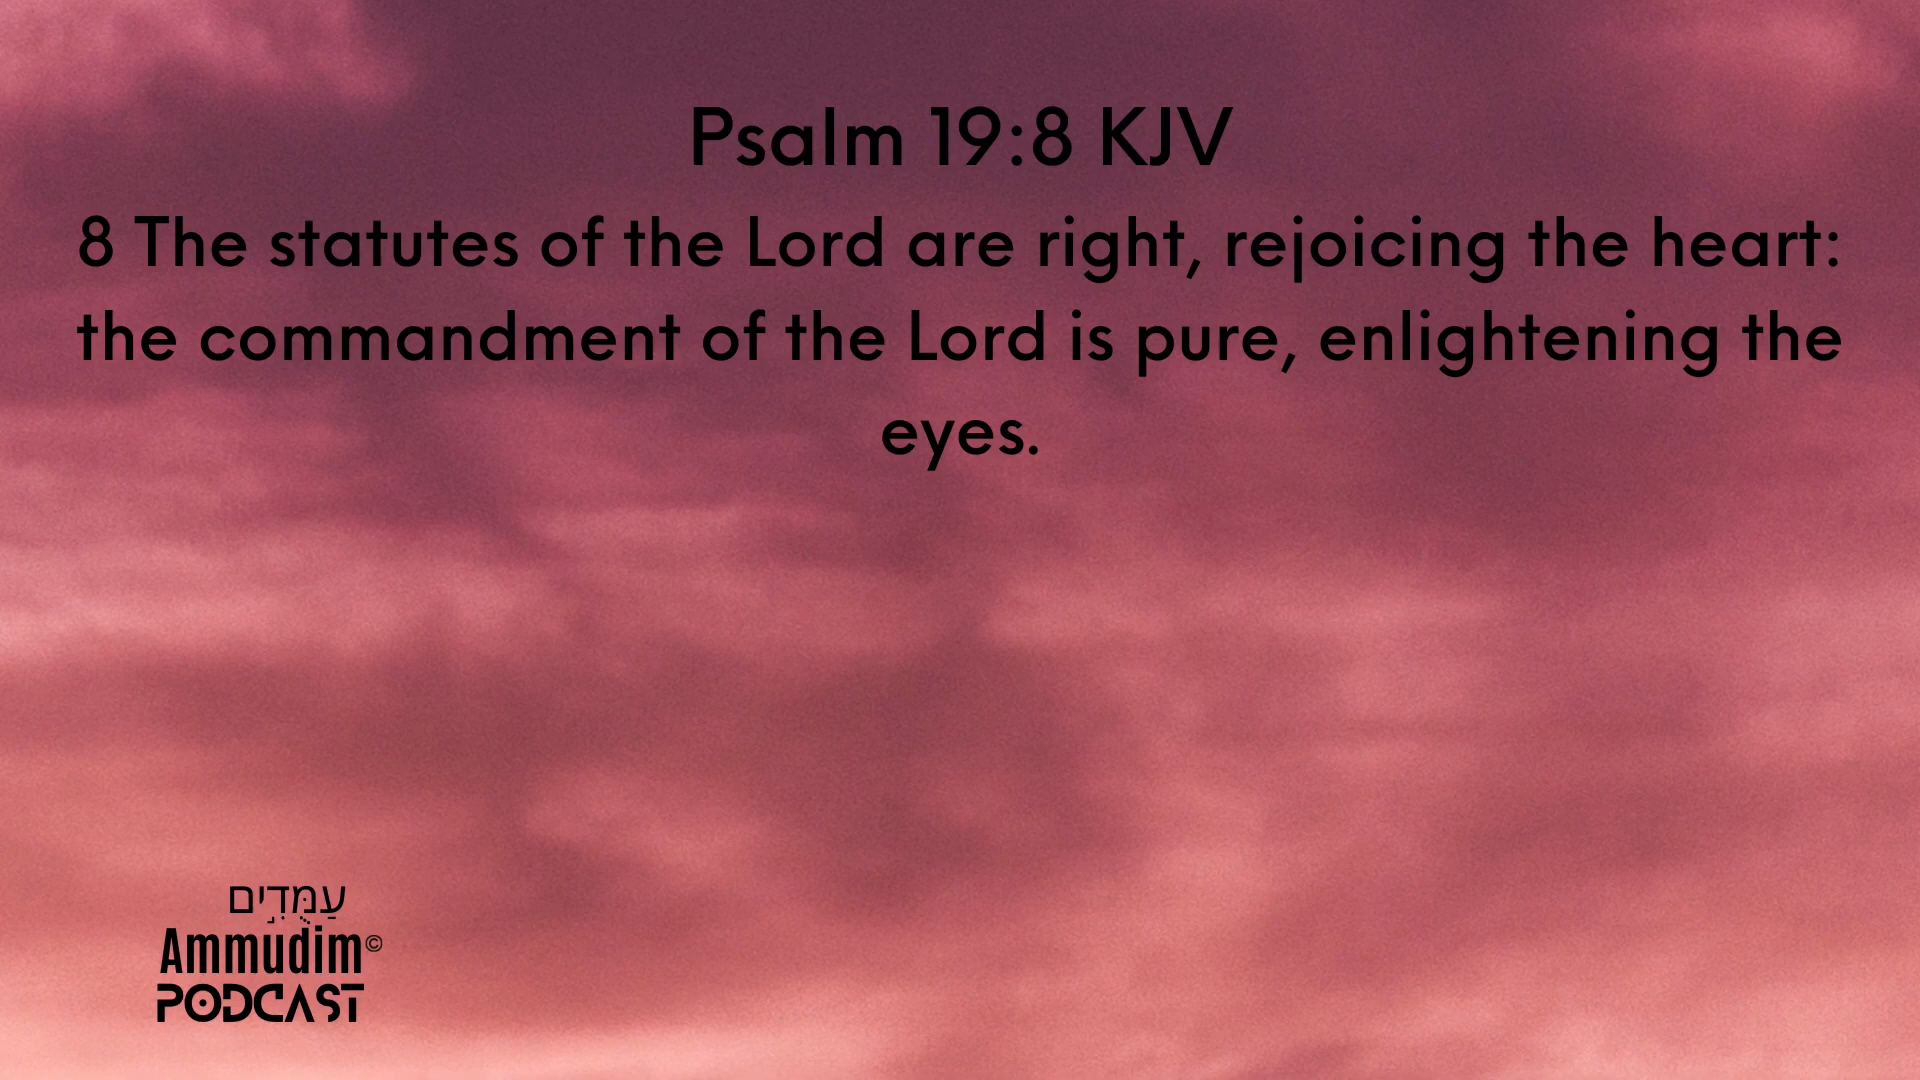 Psalm 19:8 KJV
8 The statutes of the Lord are right, rejoicing the heart:
the commandment of the Lord is pure, enlightening the
eyes.
עַמֻּדִ֛ים
Ammudim©
PODCAST